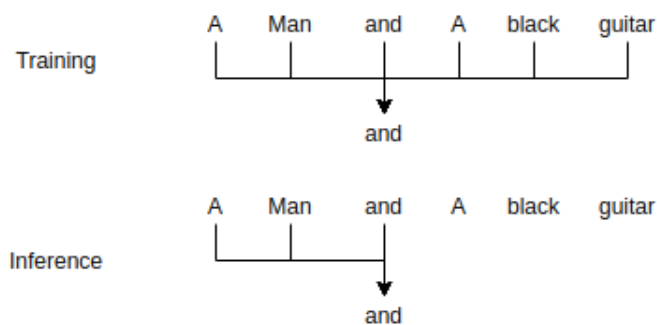 A Man and A black guitar
Training
and
A Man and A black guitar
Inference
and